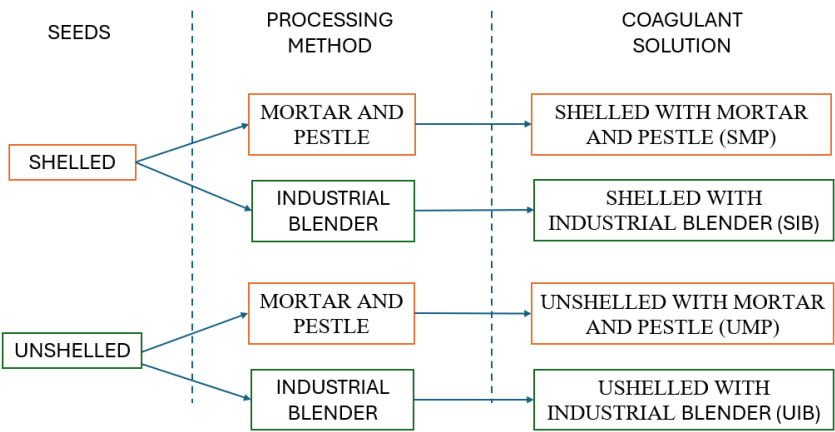 SEEDS
PROCESSING
METHOD
COAGULANT
SOLUTION
SHELLED
MORTAR AND
PESTLE
SHELLED WITH MORTAR
AND PESTLE (SMP)
INDUSTRIAL
BLENDER
SHELLED WITH
INDUSTRIAL BLENDER (SIB)
UNSHELLED
MORTAR AND
PESTLE
UNSHELLED WITH MORTAR
AND PESTLE (UMP)
INDUSTRIAL
BLENDER
USHELLED WITH
INDUSTRIAL BLENDER (UIB)